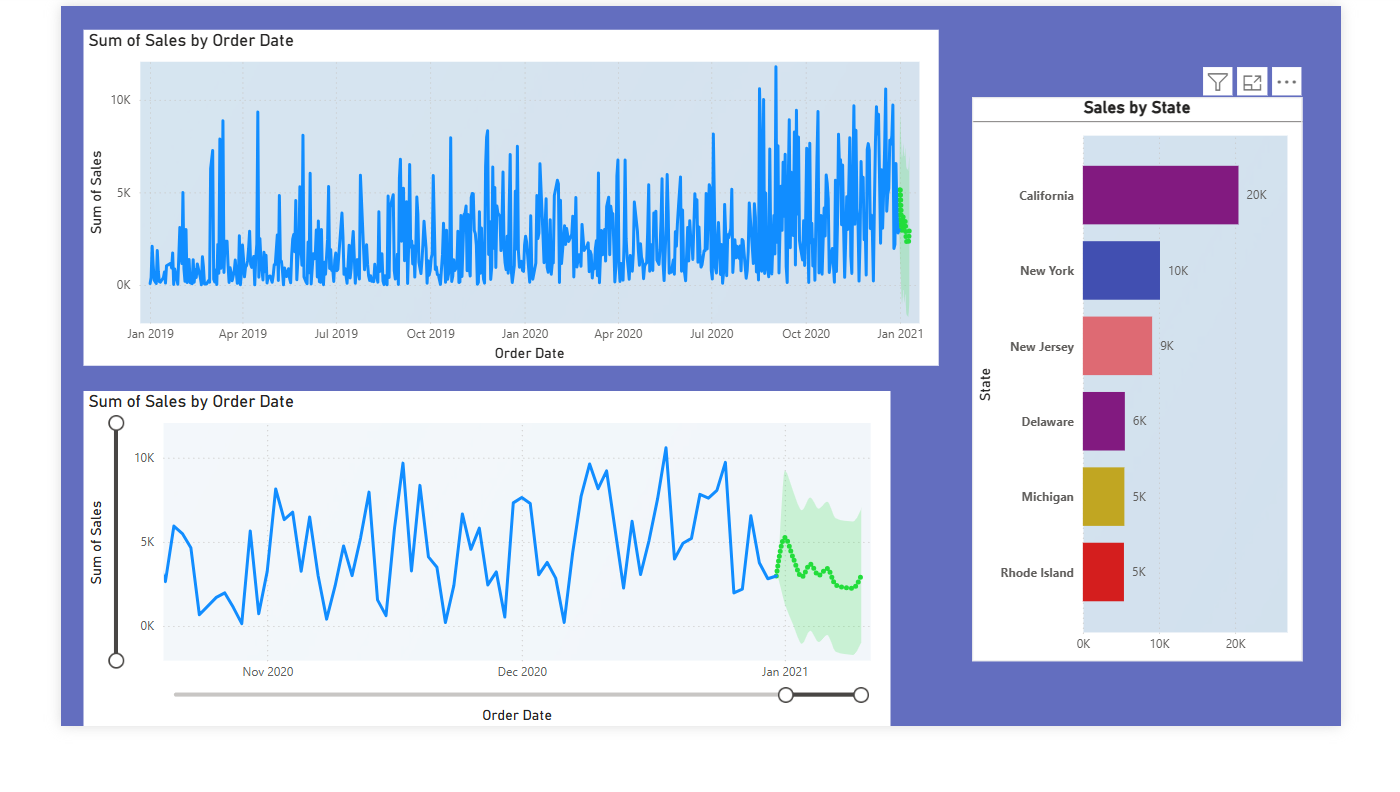 Sum of Sales by Order Date
Sum of Sales
10K
5K
0K
Jan 2019 Apr 2019 Jul 2019 Oct 2019 Jan 2020 Apr 2020 Jul 2020 Oct 2020 Jan 2021
Order Date
Sum of Sales by Order Date
Sum of Sales
10K
5K
0K
Nov 2020 Dec 2020 Jan 2021
Order Date
Sales by State
State
California 20K
New York 10K
New Jersey 9K
Delaware 6K
Michigan 5K
Rhode Island 5K
0K 10K 20K